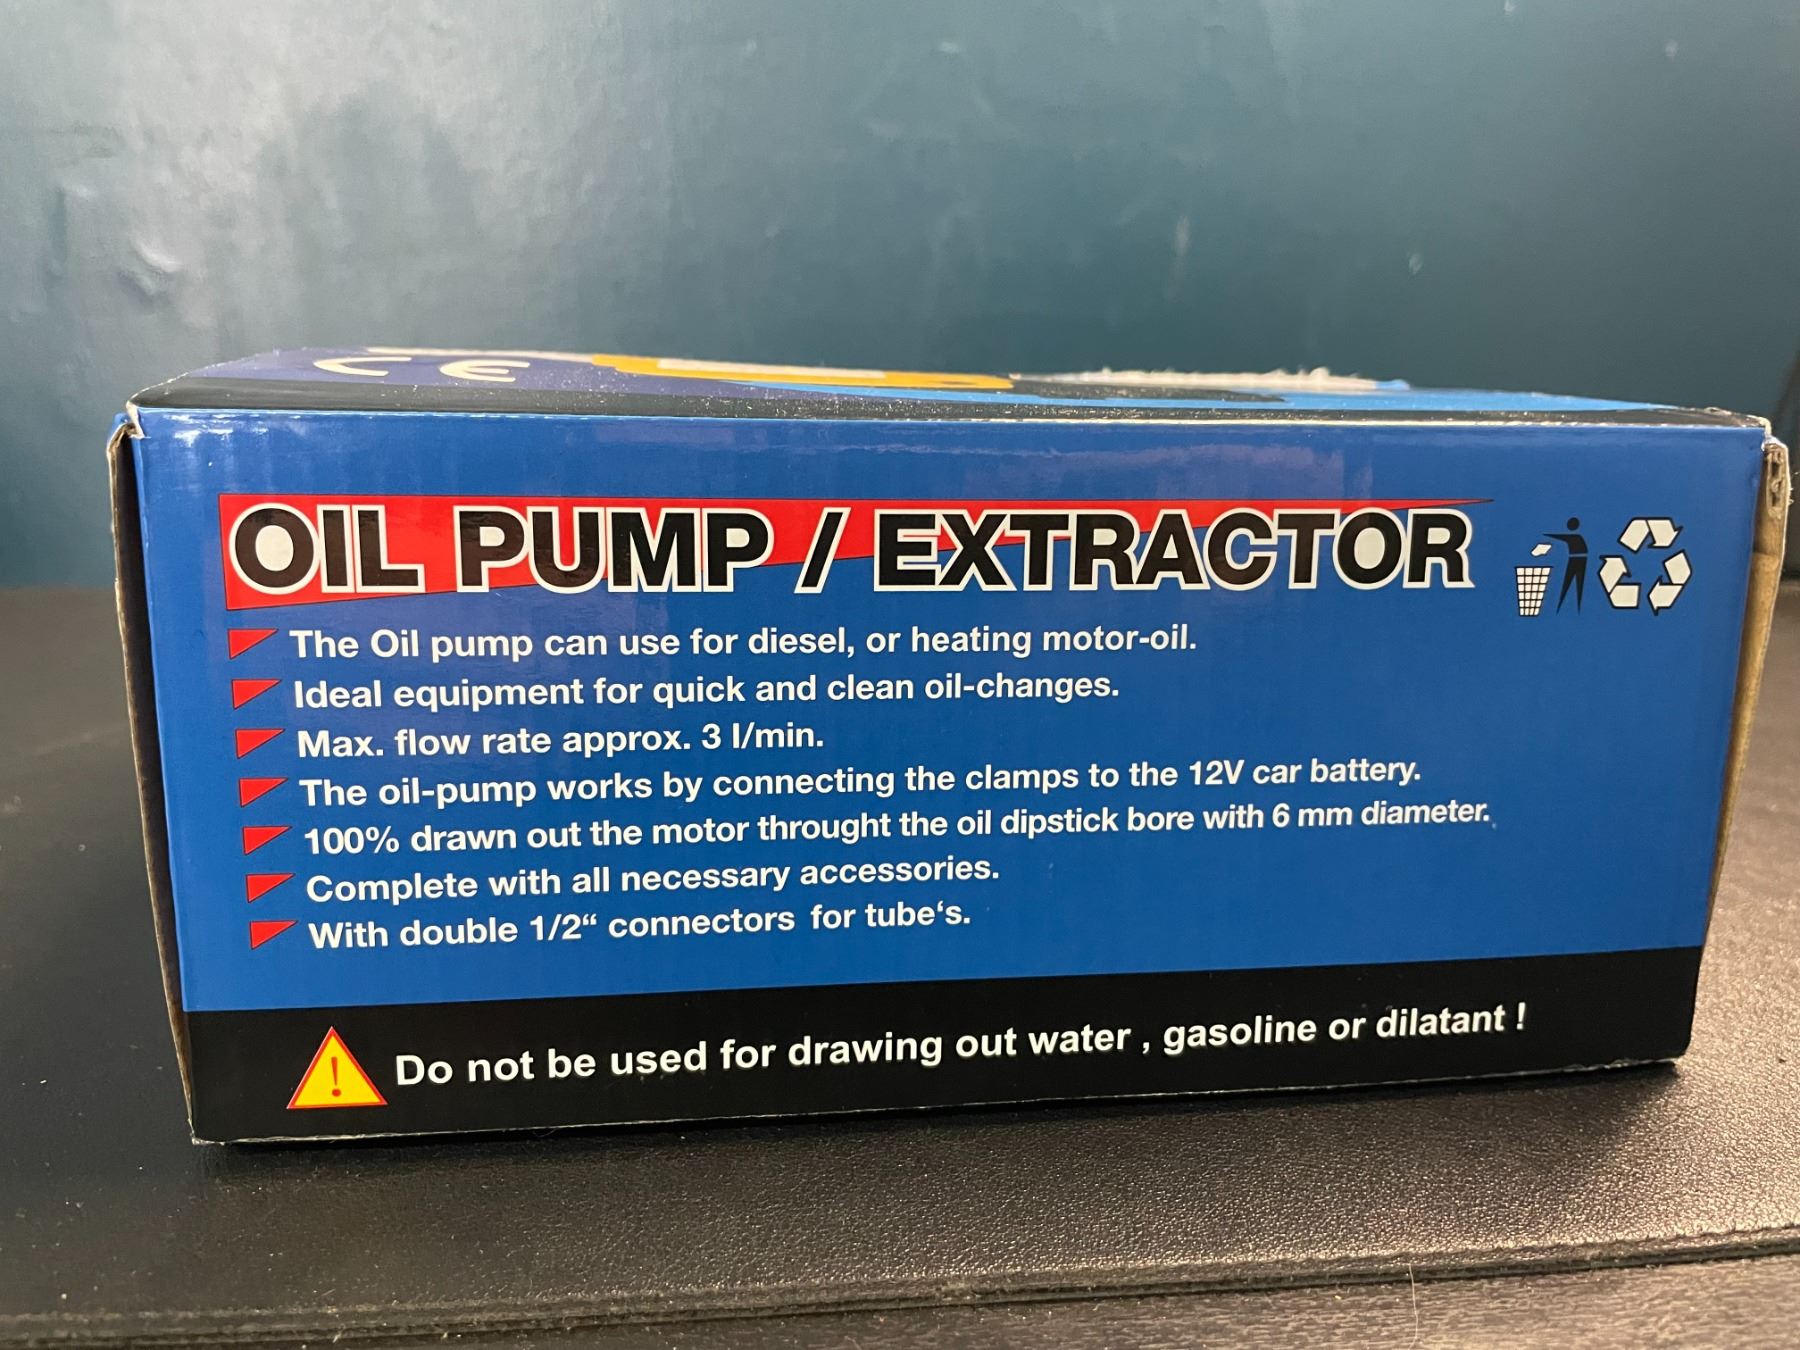 CE
OIL PUMP / EXTRACTOR
The Oil pump can use for diesel, or heating motor-oil.
Ideal equipment for quick and clean oil-changes.
Max. flow rate approx. 3 l/min.
The oil-pump works by connecting the clamps to the 12V car battery.
100% drawn out the motor throught the oil dipstick bore with 6 mm diameter.
Complete with all necessary accessories.
With double 1/2“ connectors for tube‘s.
!
Do not be used for drawing out water , gasoline or dilatant !